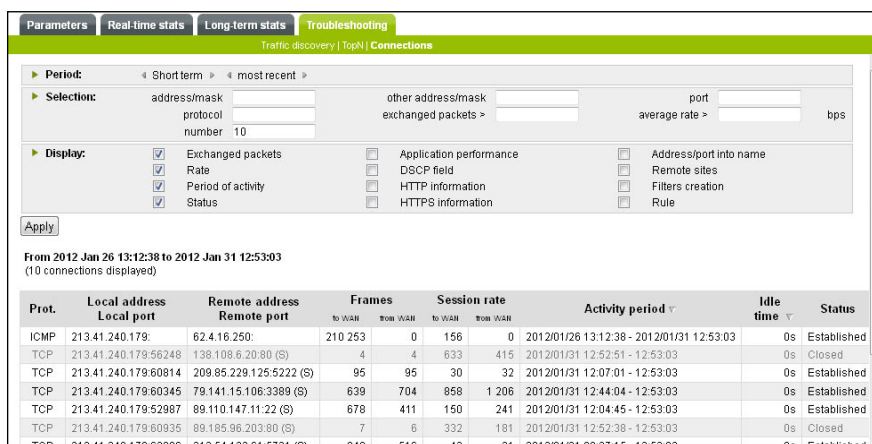 Parameters Real-time stats Long-term stats Troubleshooting
Traffic discovery | TopN | Connections
Period: Short term most recent
Selection: address/mask other address/mask port
protocol exchanged packets > average rate > bps
number 10
Display: Exchanged packets Application performance Address/port into name
Rate DSCP field Remote sites
Period of activity HTTP information Filters creation
Status HTTPS information Rule
Apply
From 2012 Jan 26 13:12:38 to 2012 Jan 31 12:53:03
(10 connections displayed)
Prot. Local address Local port Remote address Remote port Frames to WAN from WAN Session rate to WAN from WAN Activity period Idle time Status
ICMP 213.41.240.179: 62.4.16.250: 210 253 0 156 0 2012/01/26 13:12:38 - 2012/01/31 12:53:03 0s Established
TCP 213.41.240.179:56248 138.108.6.20:80 (S) 4 4 633 415 2012/01/31 12:52:51 - 12:53:03 0s Closed
TCP 213.41.240.179:60814 209.85.229.125:5222 (S) 95 95 30 32 2012/01/31 12:07:01 - 12:53:03 0s Established
TCP 213.41.240.179:60345 79.141.15.106:3389 (S) 639 704 858 1 206 2012/01/31 12:44:04 - 12:53:03 0s Established
TCP 213.41.240.179:52987 89.110.147.11:22 (S) 678 411 150 241 2012/01/31 12:04:45 - 12:53:03 0s Established
TCP 213.41.240.179:60935 89.185.96.203:80 (S) 7 6 332 181 2012/01/31 12:52:38 - 12:53:03 0s Closed
TCP